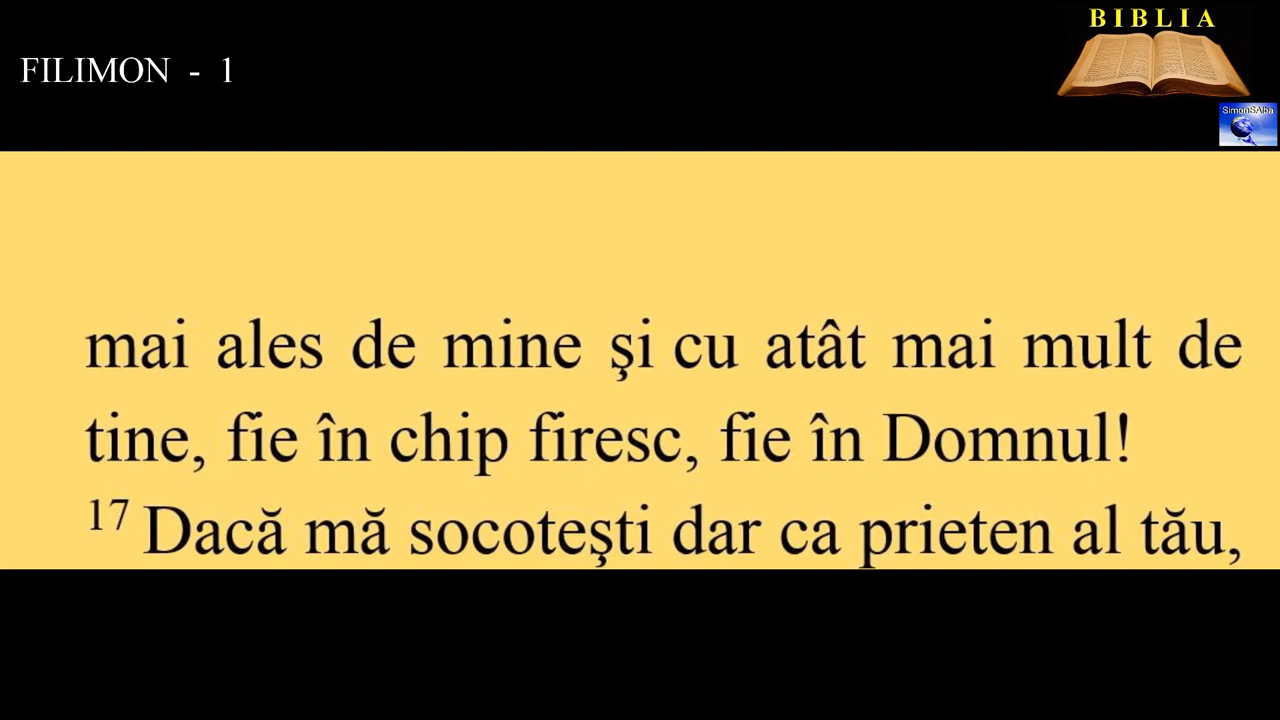 BIBLIA
FILIMON - 1
SimonSAlba
mai ales de mine şi cu atât mai mult de
tine, fie în chip firesc, fie în Domnul!
17 Dacă mă socoteşti dar ca prieten al tău,